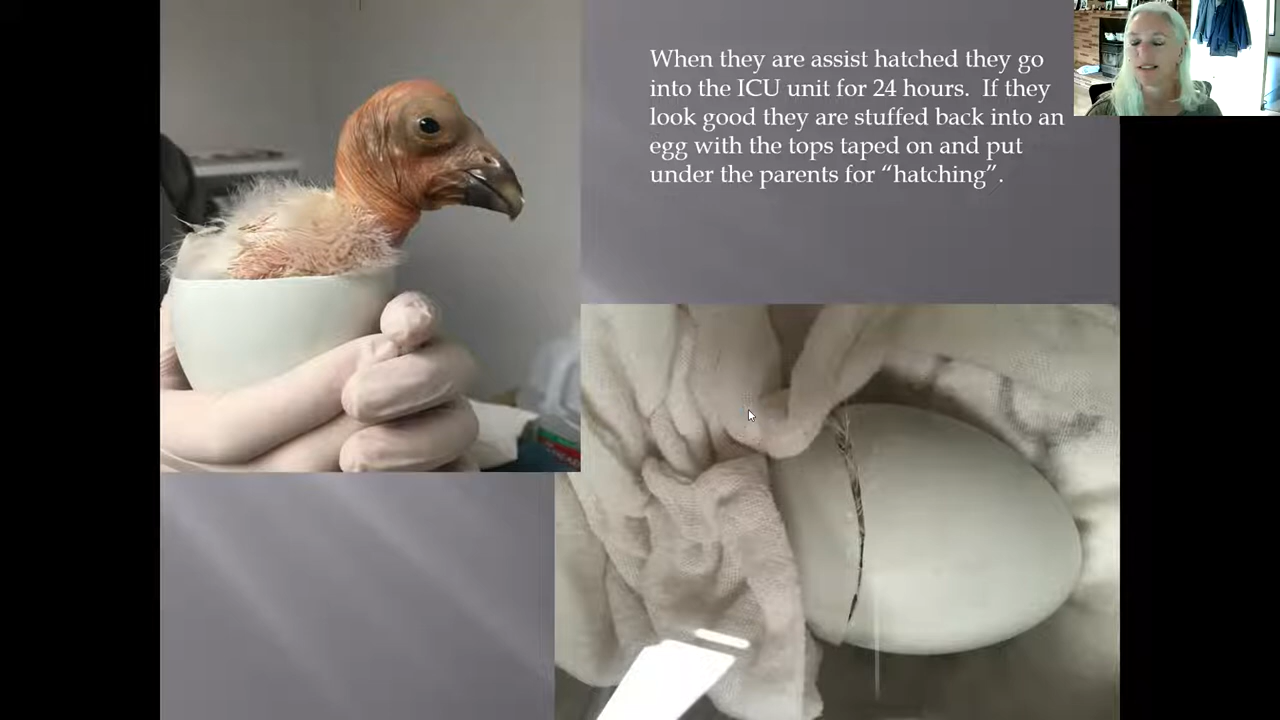 When they are assist hatched they go
into the ICU unit for 24 hours.  If they
look good they are stuffed back into an
egg with the tops taped on and put
under the parents for “hatching”.